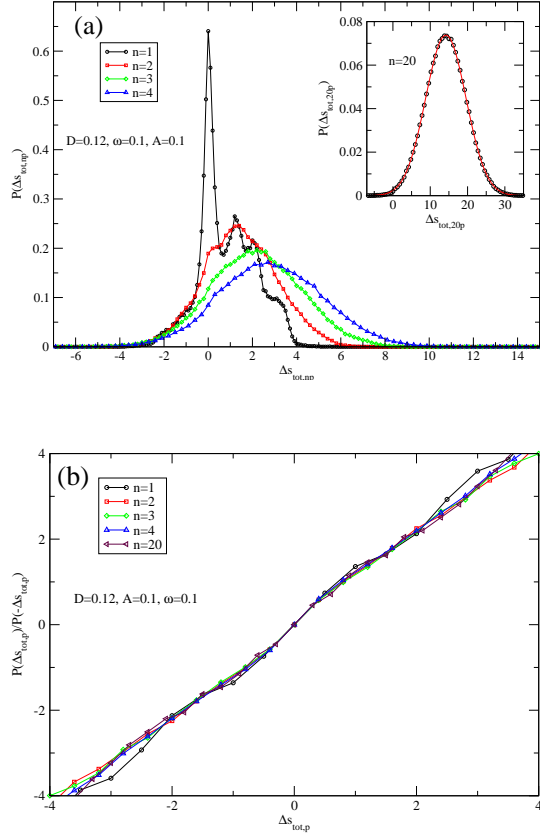 (a)
n=1
n=2
n=3
n=4
D=0.12, ω=0.1, A=0.1
P(Δs_tot,np)
0
0.1
0.2
0.3
0.4
0.5
0.6
-6 -4 -2 0 2 4 6 8 10 12 14
Δs_tot,np
n=20
P(Δs_tot,20p)
0
0.04
0.08
0 10 20 30
Δs_tot,20p
(b)
n=1
n=2
n=3
n=4
n=20
D=0.12, A=0.1, ω=0.1
P(Δs_tot,p)/P(-Δs_tot,p)
4
2
0
-2
-4
-4 -2 0 2 4
Δs_tot,p